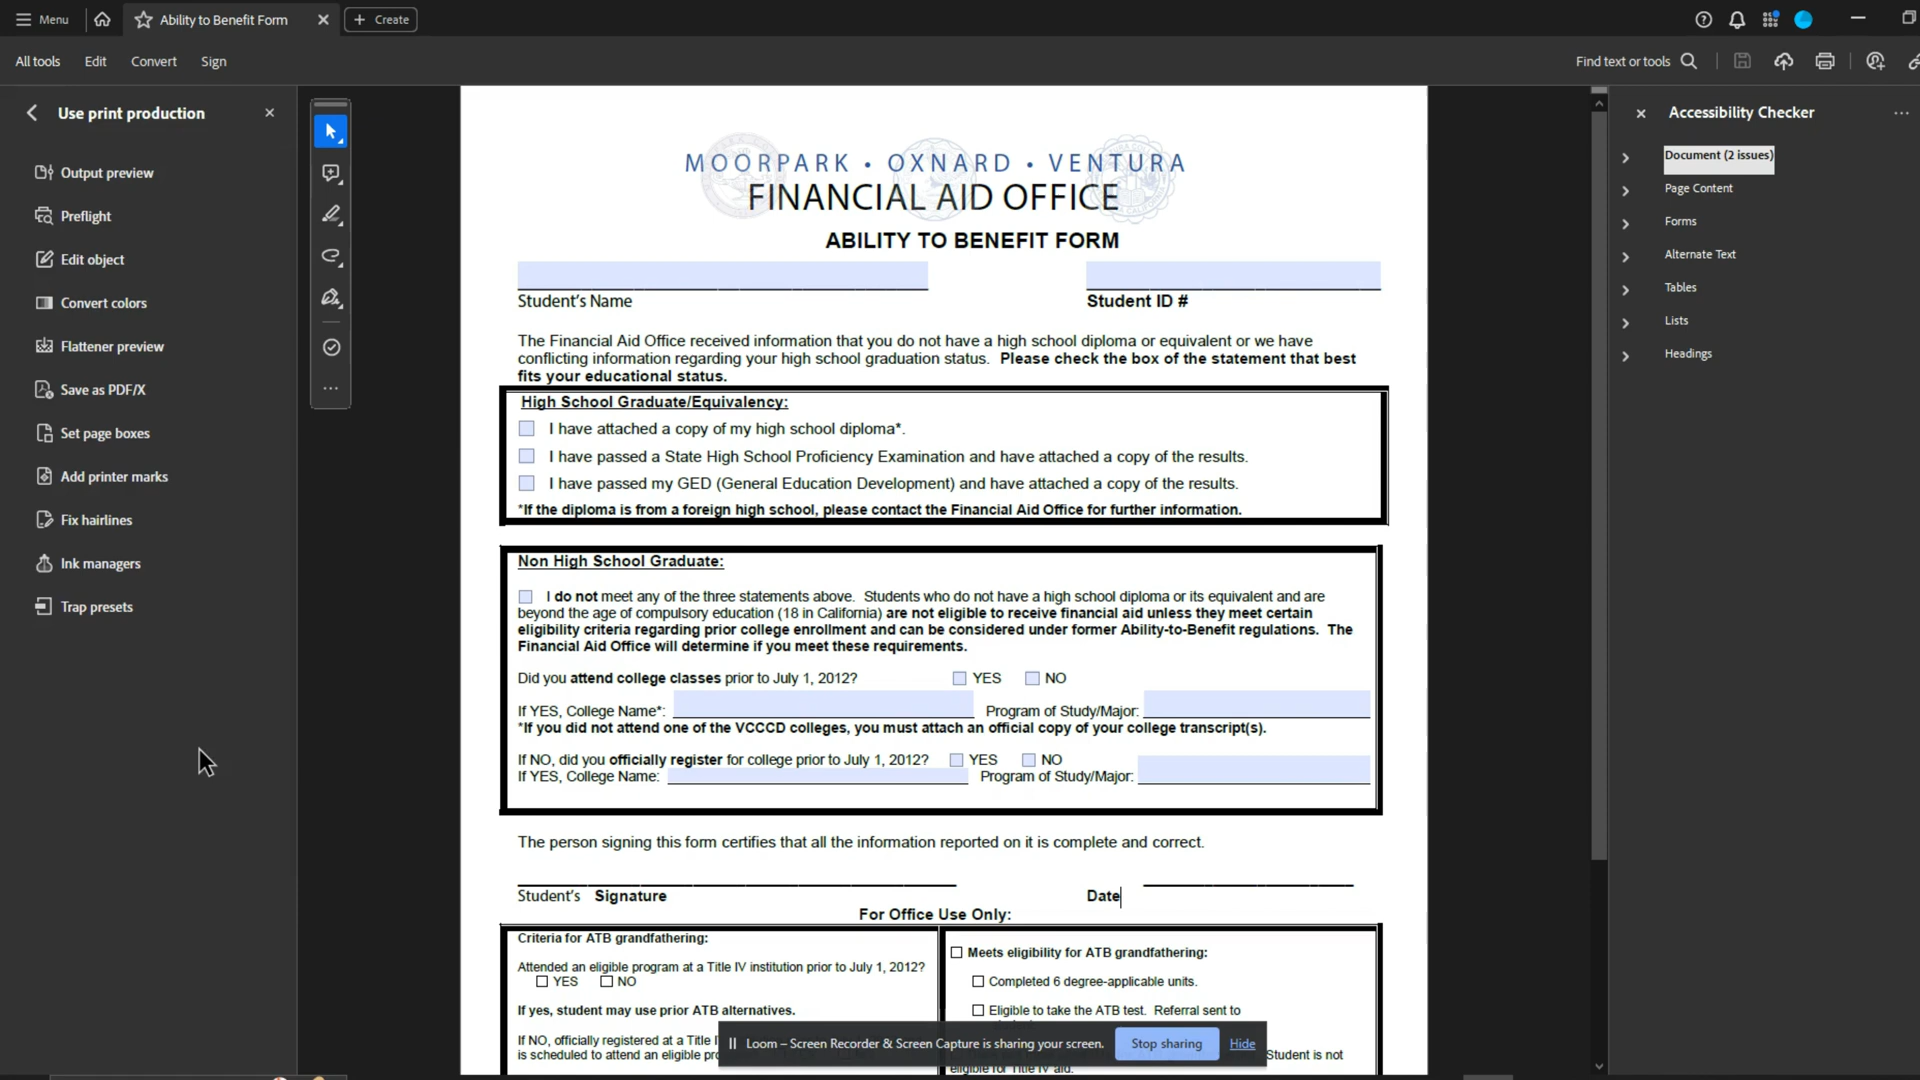 Menu
Ability to Benefit Form
Create
All tools
Edit
Convert
Sign
Find text or tools
Use print production
Output preview
Preflight
Edit object
Convert colors
Flattener preview
Save as PDF/X
Set page boxes
Add printer marks
Fix hairlines
Ink managers
Trap presets
MOORPARK • OXNARD • VENTURA
FINANCIAL AID OFFICE
ABILITY TO BENEFIT FORM
Student's Name
Student ID #
The Financial Aid Office received information that you do not have a high school diploma or equivalent or we have
conflicting information regarding your high school graduation status. Please check the box of the statement that best
fits your educational status.
High School Graduate/Equivalency:
I have attached a copy of my high school diploma*.
I have passed a State High School Proficiency Examination and have attached a copy of the results.
I have passed my GED (General Education Development) and have attached a copy of the results.
*If the diploma is from a foreign high school, please contact the Financial Aid Office for further information.
Non High School Graduate:
I do not meet any of the three statements above. Students who do not have a high school diploma or its equivalent and are
beyond the age of compulsory education (18 in California) are not eligible to receive financial aid unless they meet certain
eligibility criteria regarding prior college enrollment and can be considered under former Ability-to-Benefit regulations. The
Financial Aid Office will determine if you meet these requirements.
Did you attend college classes prior to July 1, 2012? YES NO
If YES, College Name*: Program of Study/Major:
*If you did not attend one of the VCCCD colleges, you must attach an official copy of your college transcript(s).
If NO, did you officially register for college prior to July 1, 2012? YES NO
If YES, College Name: Program of Study/Major:
The person signing this form certifies that all the information reported on it is complete and correct.
Student's Signature
Date
For Office Use Only:
Criteria for ATB grandfathering:
Attended an eligible program at a Title IV institution prior to July 1, 2012?
YES NO
If yes, student may use prior ATB alternatives.
If NO, officially registered at a Title I
is scheduled to attend an eligible pro
Meets eligibility for ATB grandfathering:
Completed 6 degree-applicable units.
Eligible to take the ATB test. Referral sent to
Student is not
eligible for Title IV aid.
Loom – Screen Recorder & Screen Capture is sharing your screen.
Stop sharing
Hide
Accessibility Checker
Document (2 issues)
Page Content
Forms
Alternate Text
Tables
Lists
Headings